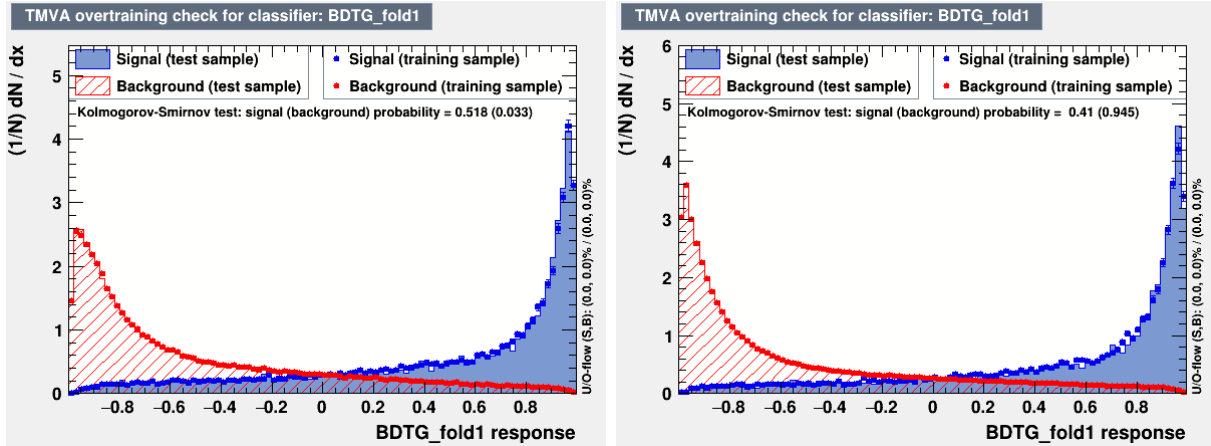 TMVA overtraining check for classifier: BDTG_fold1
(1/N) dN / dx
Signal (test sample)
Background (test sample)
Signal (training sample)
Background (training sample)
Kolmogorov-Smirnov test: signal (background) probability = 0.518 (0.033)
5
4
3
2
1
0
−0.8 −0.6 −0.4 −0.2 0 0.2 0.4 0.6 0.8
BDTG_fold1 response
U/O-flow (S,B): (0.0, 0.0)% / (0.0, 0.0)%
TMVA overtraining check for classifier: BDTG_fold1
(1/N) dN / dx
Signal (test sample)
Background (test sample)
Signal (training sample)
Background (training sample)
Kolmogorov-Smirnov test: signal (background) probability = 0.41 (0.945)
6
5
4
3
2
1
0
−0.8 −0.6 −0.4 −0.2 0 0.2 0.4 0.6 0.8
BDTG_fold1 response
U/O-flow (S,B): (0.0, 0.0)% / (0.0, 0.0)%